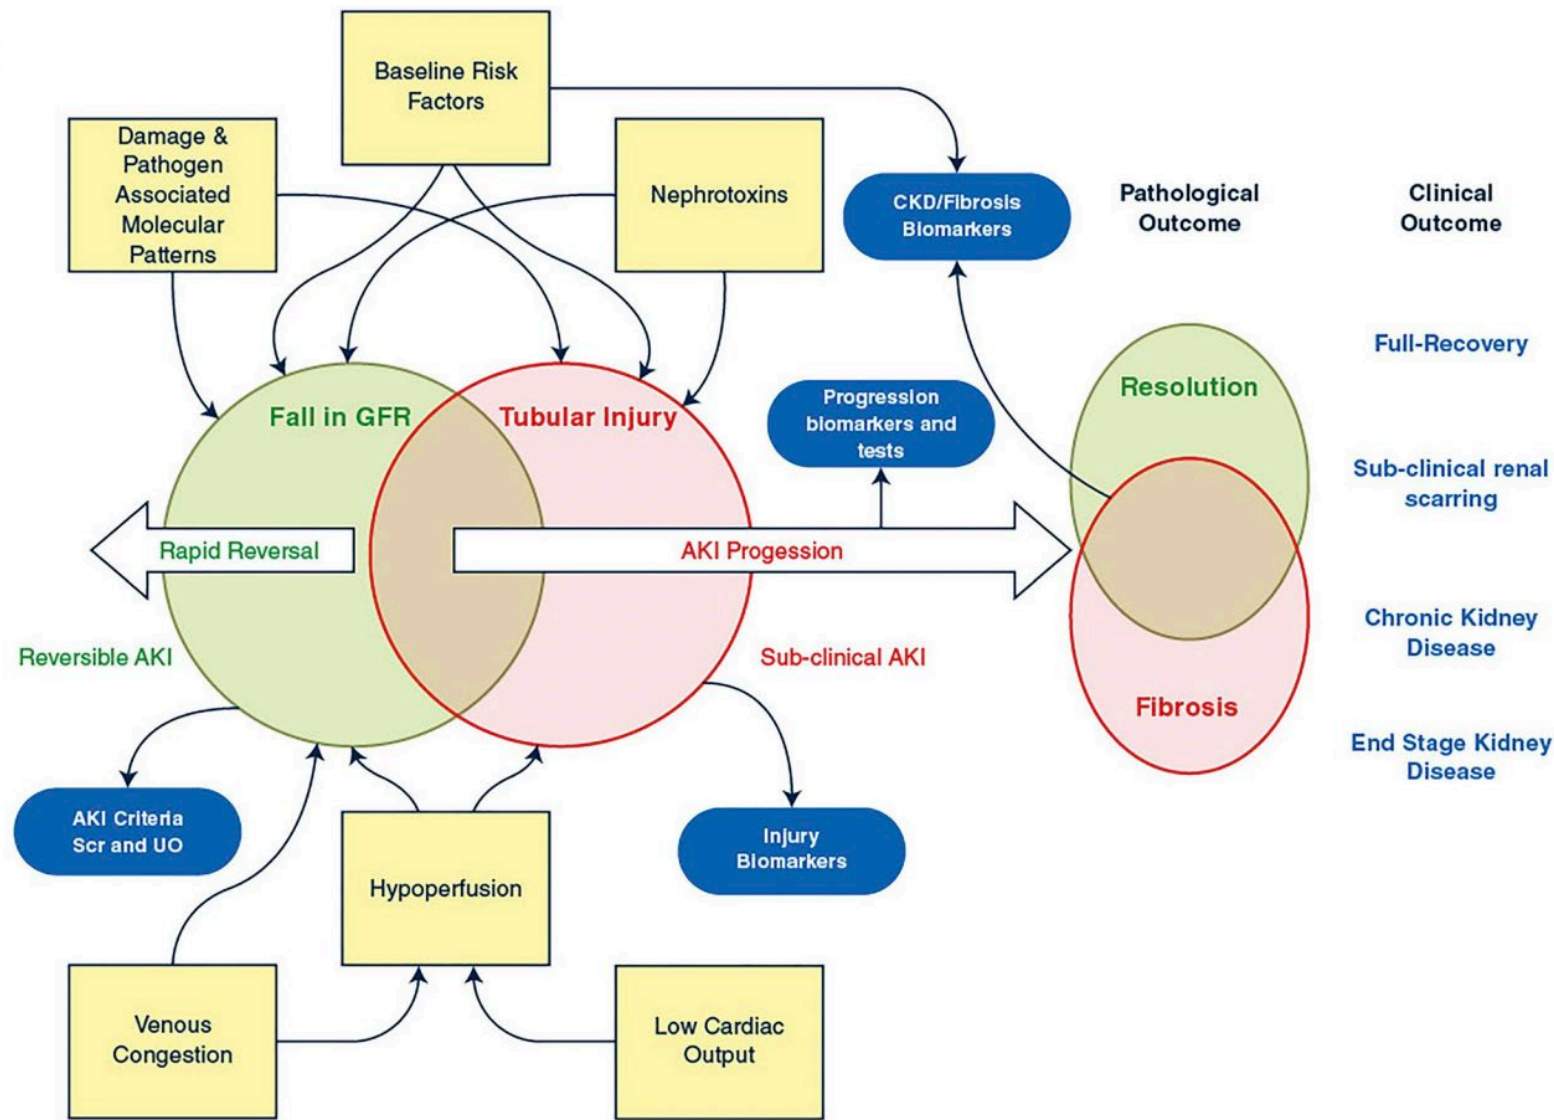 Baseline Risk
Factors
Damage &
Pathogen
Associated
Molecular
Patterns
Nephrotoxins
CKD/Fibrosis
Biomarkers
Pathological
Outcome
Clinical
Outcome
Full-Recovery
Resolution
Fall in GFR
Tubular Injury
Progression
biomarkers and
tests
Sub-clinical renal
scarring
Rapid Reversal
AKI Progession
Reversible AKI
Sub-clinical AKI
Chronic Kidney
Disease
Fibrosis
End Stage Kidney
Disease
AKI Criteria
Scr and UO
Injury
Biomarkers
Hypoperfusion
Venous
Congestion
Low Cardiac
Output